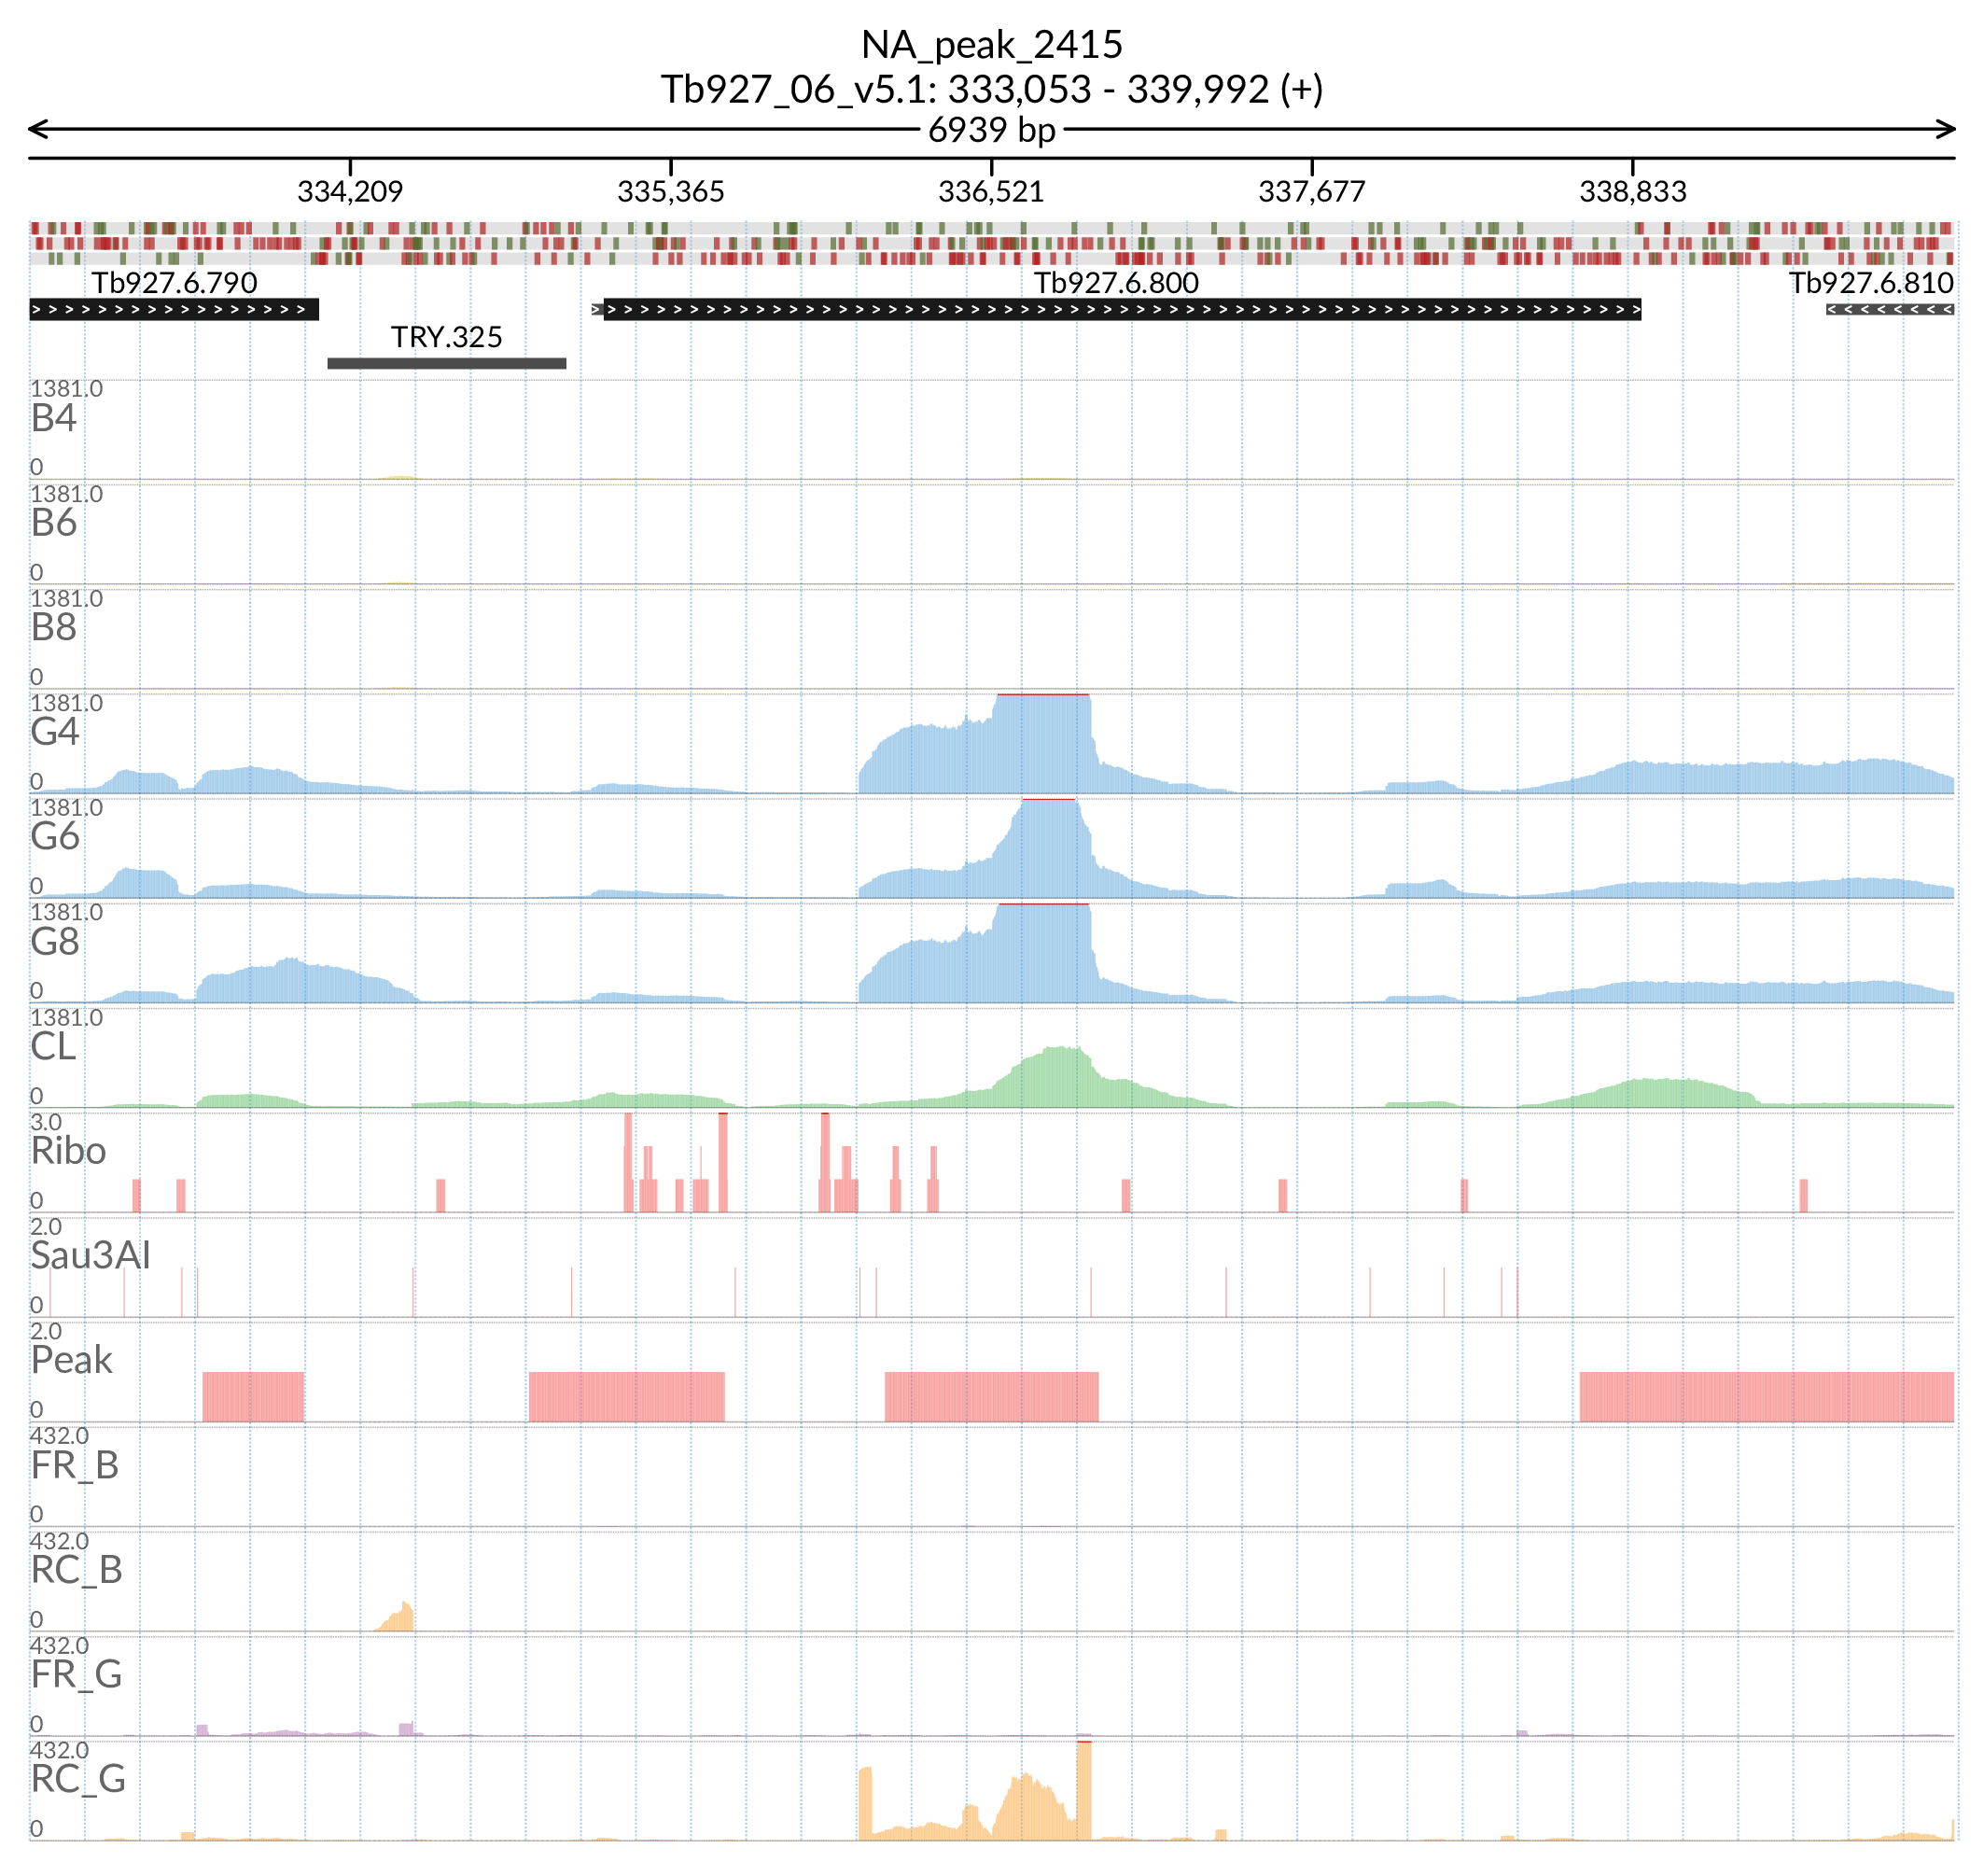 NA_peak_2415
Tb927_06_v5.1: 333,053 - 339,992 (+)
6939 bp
334,209 335,365 336,521 337,677 338,833
Tb927.6.790 Tb927.6.800 Tb927.6.810
TRY.325
1381.0
B4
0
1381.0
B6
0
1381.0
B8
0
1381.0
G4
0
1381.0
G6
0
1381.0
G8
0
1381.0
CL
0
3.0
Ribo
0
2.0
Sau3AI
0
2.0
Peak
0
432.0
FR_B
0
432.0
RC_B
0
432.0
FR_G
0
432.0
RC_G
0